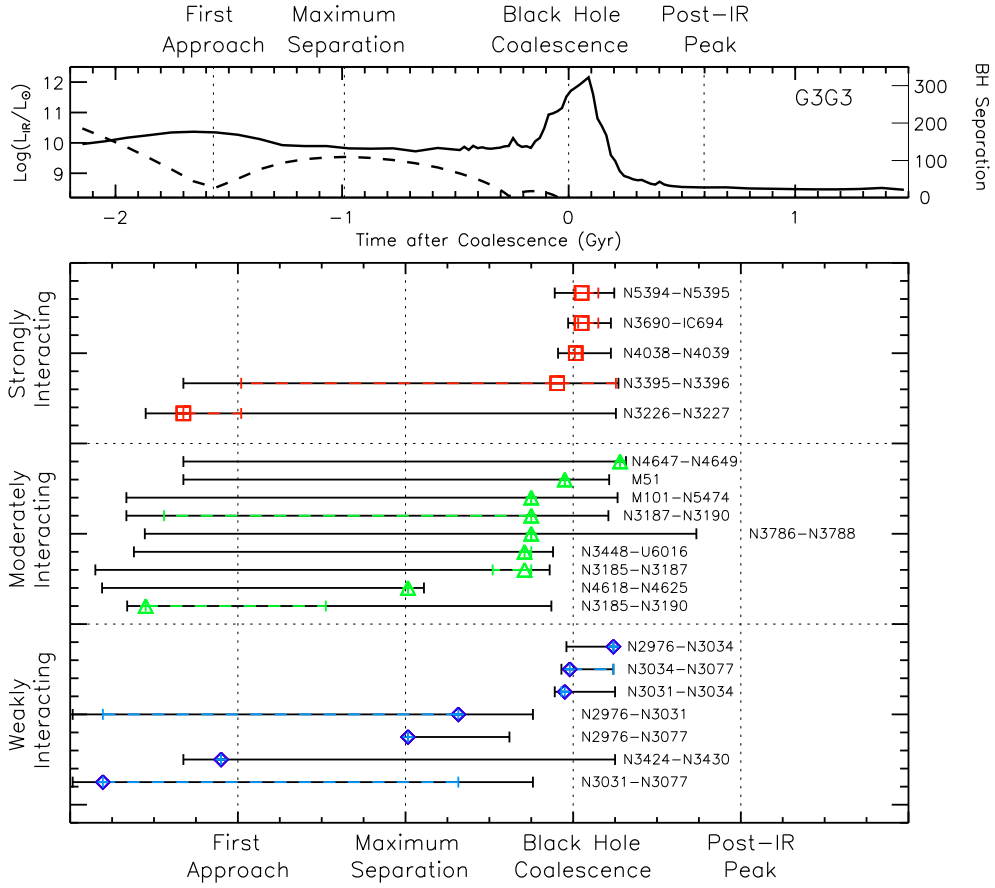 First Approach
Maximum Separation
Black Hole Coalescence
Post-IR Peak
12
11
10
9
Log(L_IR/L_⊙)
G3G3
300
200
100
0
BH Separation
-2
-1
0
1
Time after Coalescence (Gyr)
Strongly Interacting
N5394-N5395
N3690-IC694
N4038-N4039
N3395-N3396
N3226-N3227
Moderately Interacting
N4647-N4649
M51
M101-N5474
N3187-N3190
N3786-N3788
N3448-U6016
N3185-N3187
N4618-N4625
N3185-N3190
Weakly Interacting
N2976-N3034
N3034-N3077
N3031-N3034
N2976-N3031
N2976-N3077
N3424-N3430
N3031-N3077
First Approach
Maximum Separation
Black Hole Coalescence
Post-IR Peak